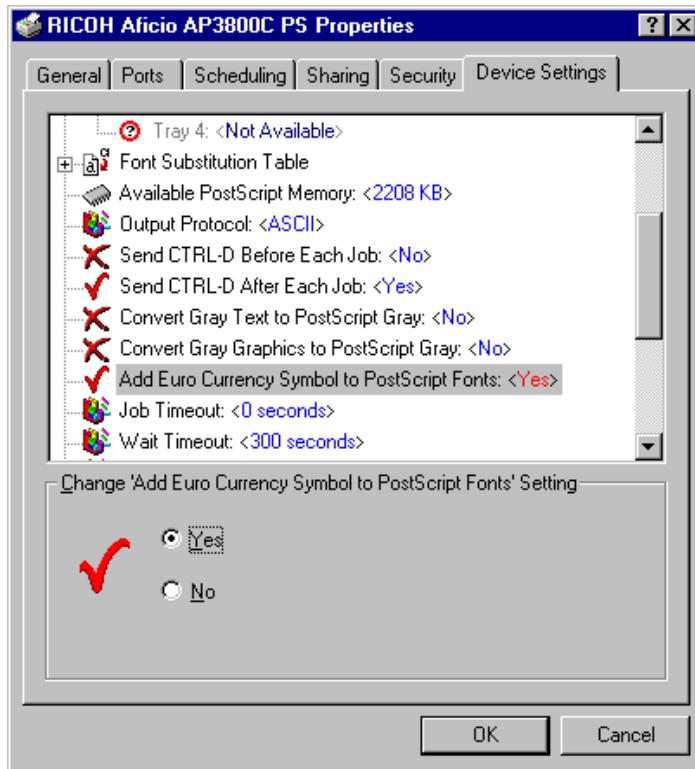 RICOH Aficio AP3800C PS Properties
General Ports Scheduling Sharing Security Device Settings
Tray 4: <Not Available>
Font Substitution Table
Available PostScript Memory: <2208 KB>
Output Protocol: <ASCII>
Send CTRL-D Before Each Job: <No>
Send CTRL-D After Each Job: <Yes>
Convert Gray Text to PostScript Gray: <No>
Convert Gray Graphics to PostScript Gray: <No>
Add Euro Currency Symbol to PostScript Fonts: <Yes>
Job Timeout: <0 seconds>
Wait Timeout: <300 seconds>
Change 'Add Euro Currency Symbol to PostScript Fonts' Setting
Yes
No
OK Cancel